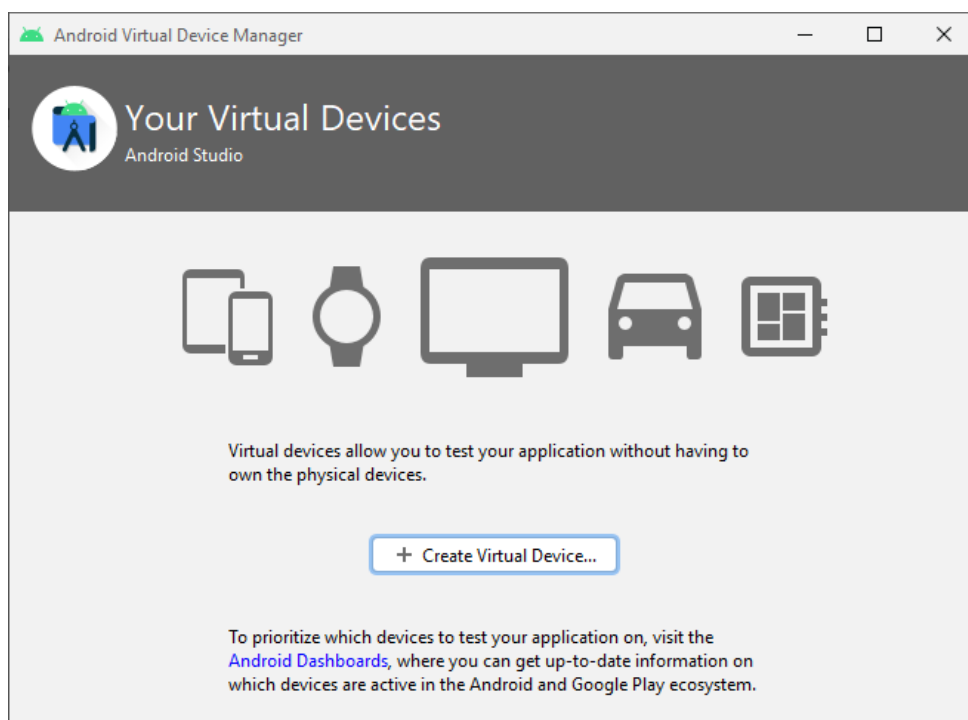 Android Virtual Device Manager
Your Virtual Devices
Android Studio
Virtual devices allow you to test your application without having to
own the physical devices.
+ Create Virtual Device...
To prioritize which devices to test your application on, visit the
Android Dashboards, where you can get up-to-date information on
which devices are active in the Android and Google Play ecosystem.